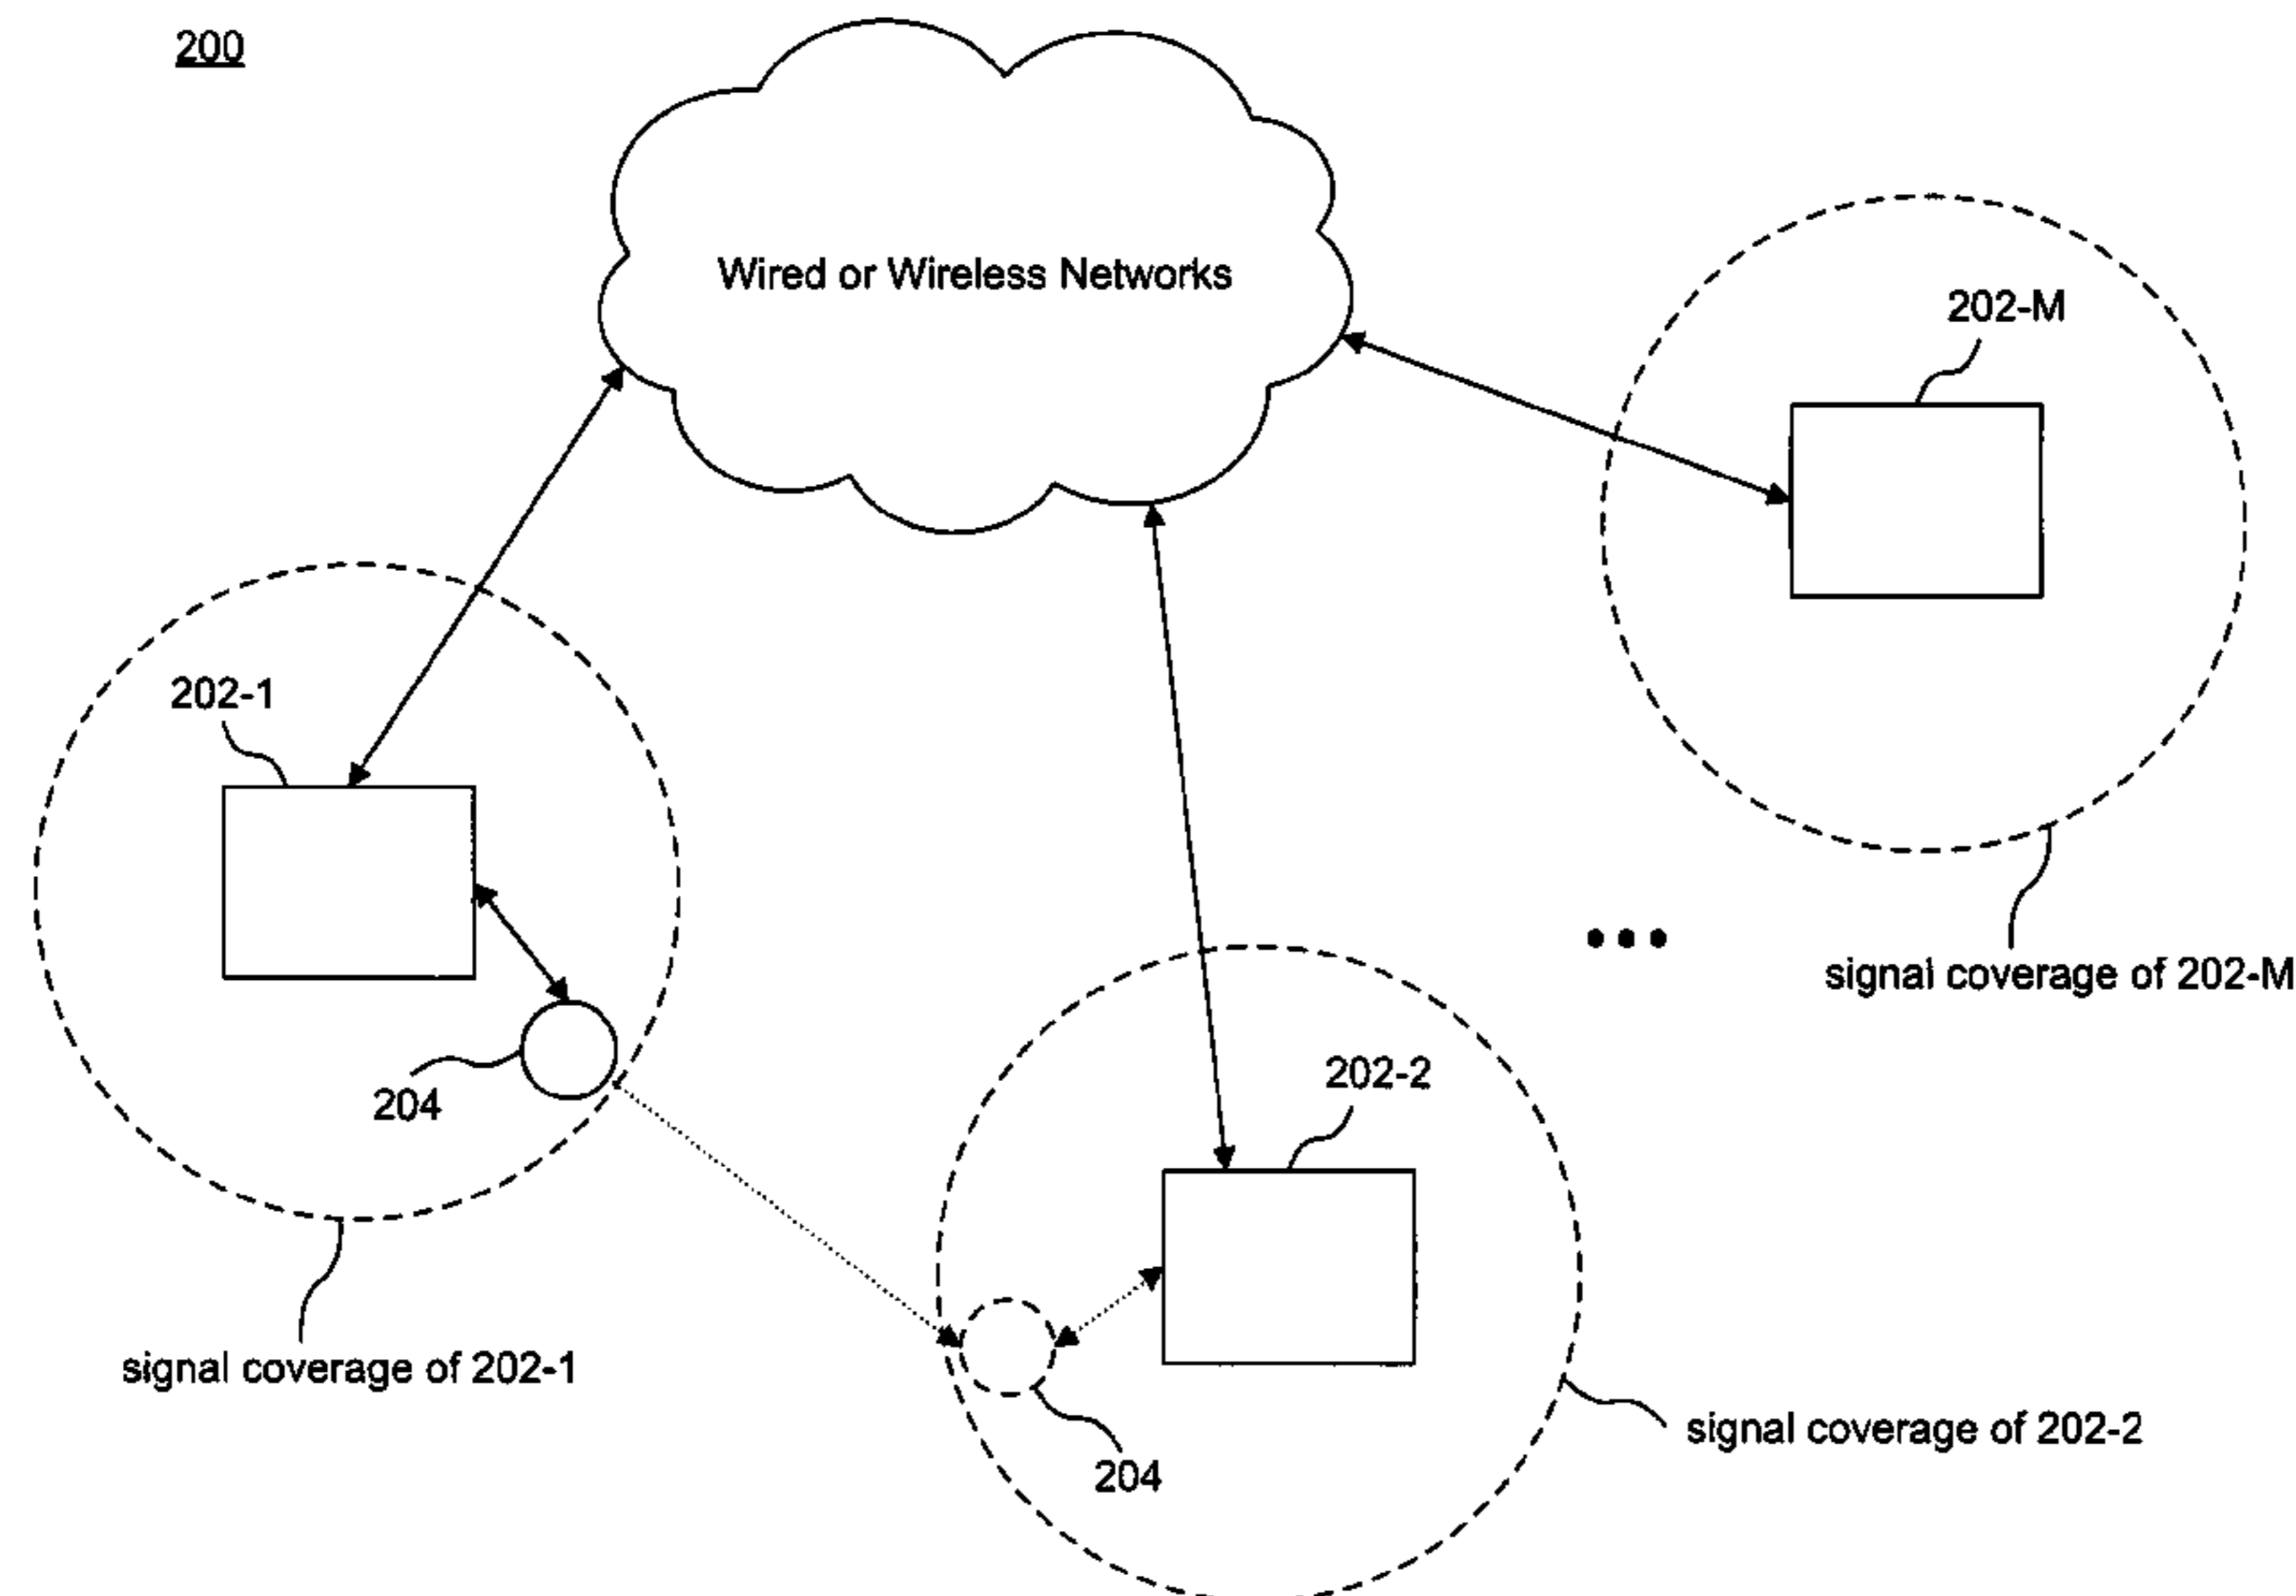 200
Wired or Wireless Networks
202-M
202-1
signal coverage of 202-M
202-2
204
signal coverage of 202-1
signal coverage of 202-2
204